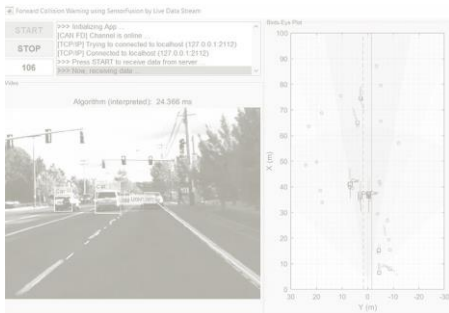 Forward Collision Warning using SensorFusion by Live Data Stream
START
STOP
106
>>> Initializing App ...
[CAN FD] Channel is online ...
[TCP/IP] Trying to connected to localhost (127.0.0.1:2112)
[TCP/IP] Connected to localhost (127.0.0.1:2112)
>>> Press START to receive data from server ...
>>> Now, receiving data ...
Video
Algorithm (interpreted): 24.366 ms
Birds-Eye Plot
100
90
80
70
60
50
40
30
20
10
0
X (m)
30 20 10 0 -10 -20 -30
Y (m)